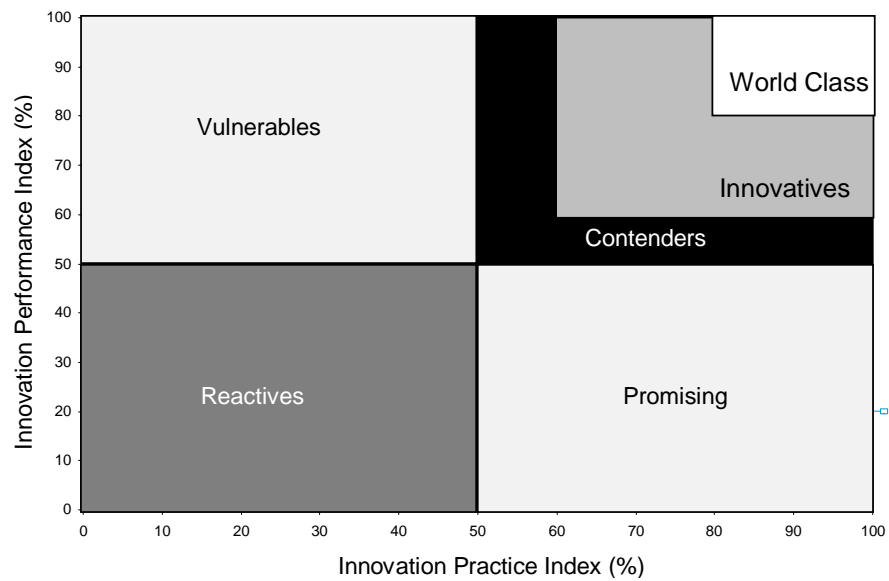 100
90
World Class
80
Vulnerables
70
Innovatives
60
Contenders
50
40
30
Reactives
Promising
20
10
0
0 10 20 30 40 50 60 70 80 90 100
Innovation Performance Index (%)
Innovation Practice Index (%)